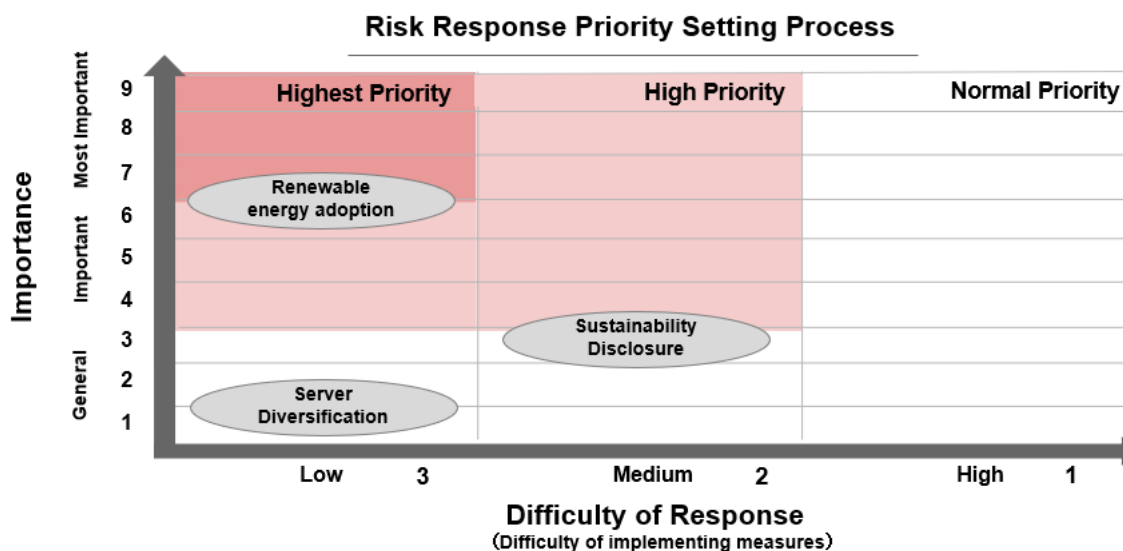 Risk Response Priority Setting Process
Highest Priority
High Priority
Normal Priority
Importance
Most Important
Important
General
9
8
7
6
5
4
3
2
1
Renewable
energy adoption
Sustainability
Disclosure
Server
Diversification
Low 3
Medium 2
High 1
Difficulty of Response
(Difficulty of implementing measures)